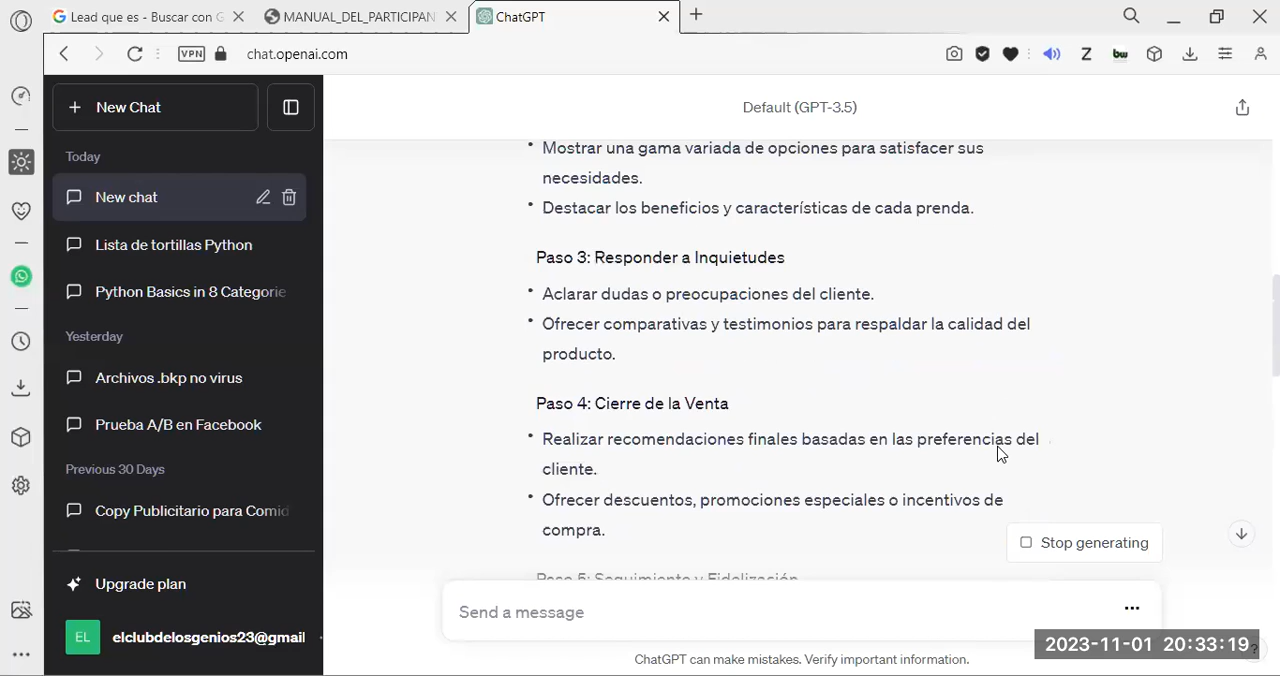 Lead que es - Buscar con G
MANUAL_DEL_PARTICIPAN
ChatGPT
VPN
chat.openai.com
Z
bw
New Chat
Default (GPT-3.5)
Today
New chat
Lista de tortillas Python
Python Basics in 8 Categorie
Yesterday
Archivos .bkp no virus
Prueba A/B en Facebook
Previous 30 Days
Copy Publicitario para Comid
Upgrade plan
EL
elclubdelosgenios23@gmail
• Mostrar una gama variada de opciones para satisfacer sus
necesidades.
• Destacar los beneficios y características de cada prenda.
Paso 3: Responder a Inquietudes
• Aclarar dudas o preocupaciones del cliente.
• Ofrecer comparativas y testimonios para respaldar la calidad del
producto.
Paso 4: Cierre de la Venta
• Realizar recomendaciones finales basadas en las preferencias del
cliente.
• Ofrecer descuentos, promociones especiales o incentivos de
compra.
Paso 5: Seguimiento y Fidelización
Stop generating
Send a message
2023-11-01 20:33:19
ChatGPT can make mistakes. Verify important information.